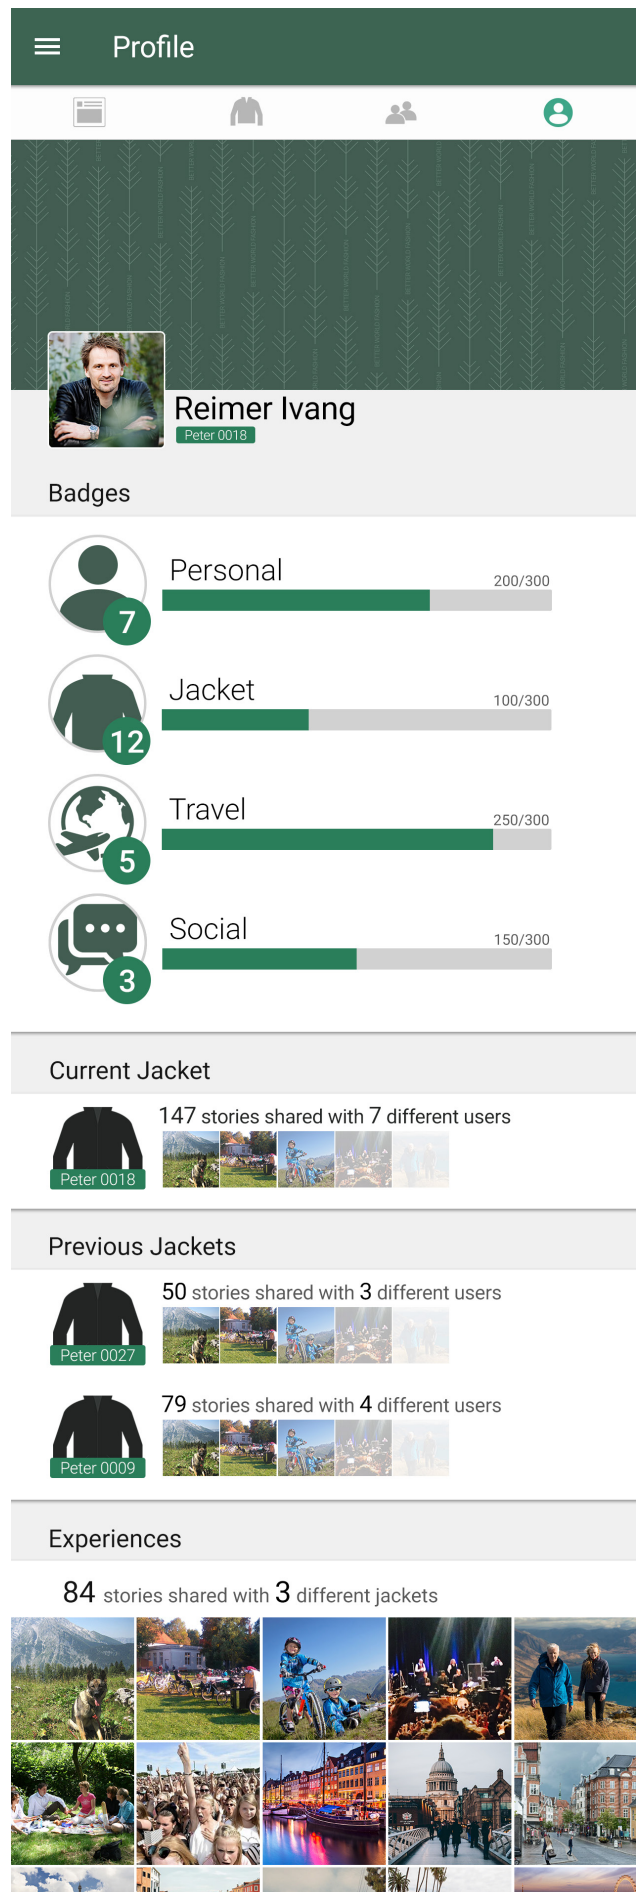 Profile
BETTER WORLD FASHION
Reimer Ivang
Peter 0018
Badges
Personal
200/300
7
Jacket
100/300
12
Travel
250/300
5
Social
150/300
3
Current Jacket
147 stories shared with 7 different users
Peter 0018
Previous Jackets
50 stories shared with 3 different users
Peter 0027
79 stories shared with 4 different users
Peter 0009
Experiences
84 stories shared with 3 different jackets